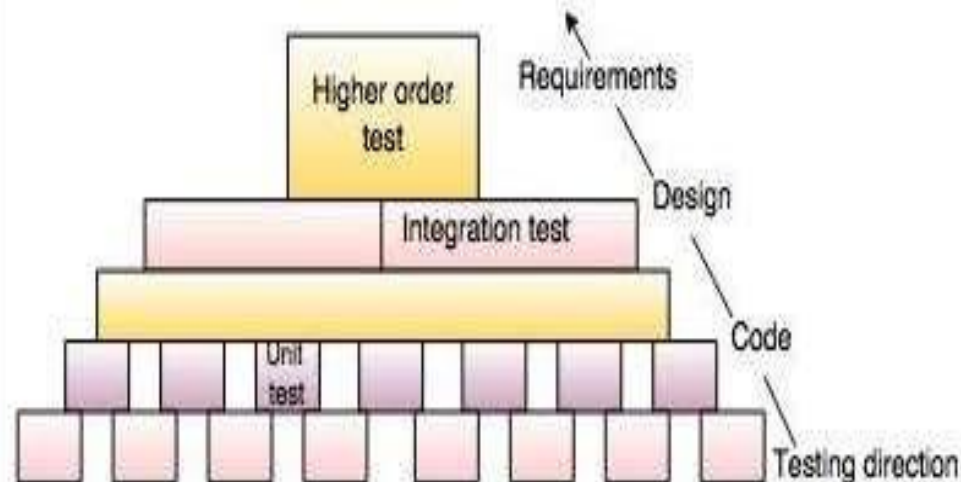 Higher order
test
Requirements
Design
Integration test
Code
Unit
test
Testing direction